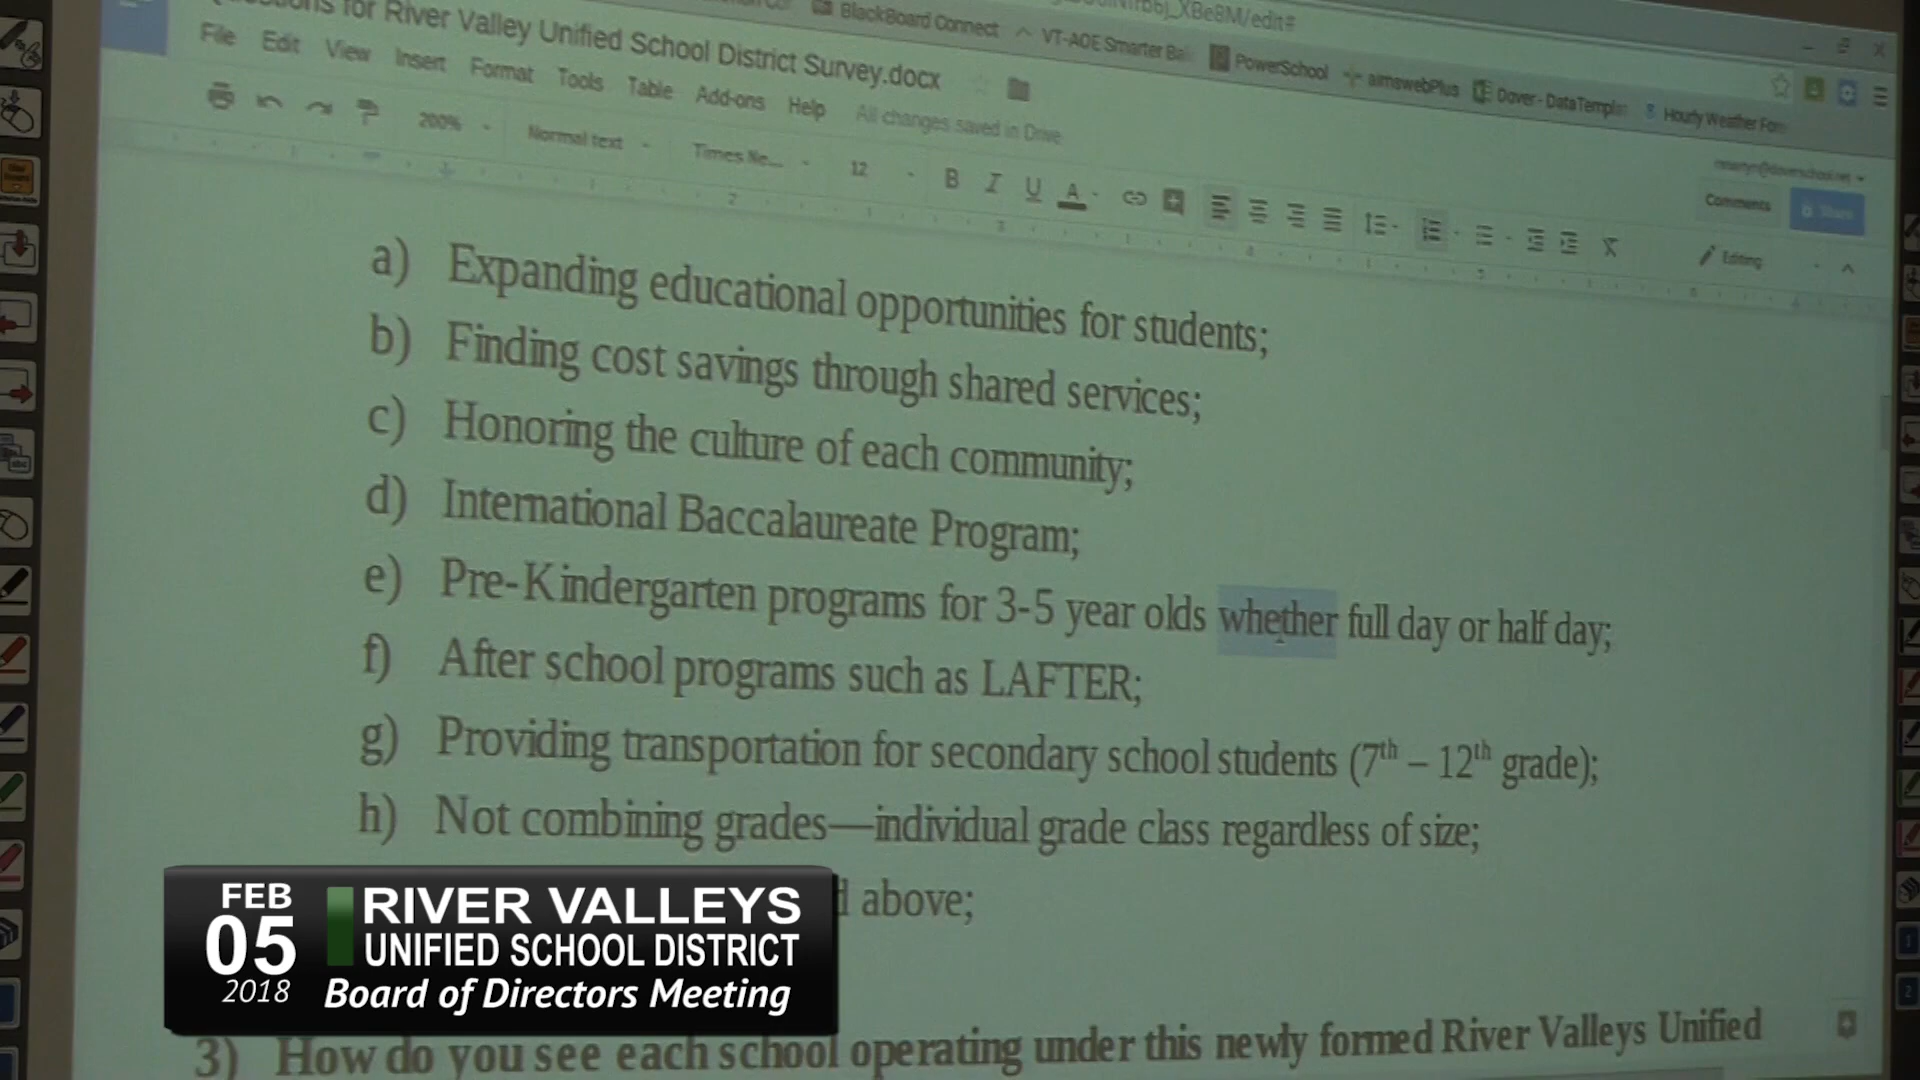 BlackBoard Connect VT-AOE Smarter Ba PowerSchool aimswebPlus Dover - DataTempla Hourly Weather For
for River Valley Unified School District Survey.docx
File Edit View Insert Format Tools Table Add-ons Help All changes saved in Drive
200% Normal text Times Ne... 12 B I U A
Comments Share
Editing
a) Expanding educational opportunities for students;
b) Finding cost savings through shared services;
c) Honoring the culture of each community;
d) International Baccalaureate Program;
e) Pre-Kindergarten programs for 3-5 year olds whether full day or half day;
f) After school programs such as LAFTER;
g) Providing transportation for secondary school students (7th – 12th grade);
h) Not combining grades—individual grade class regardless of size;
above;
3) How do you see each school operating under this newly formed River Valleys Unified
FEB
05
2018
RIVER VALLEYS
UNIFIED SCHOOL DISTRICT
Board of Directors Meeting